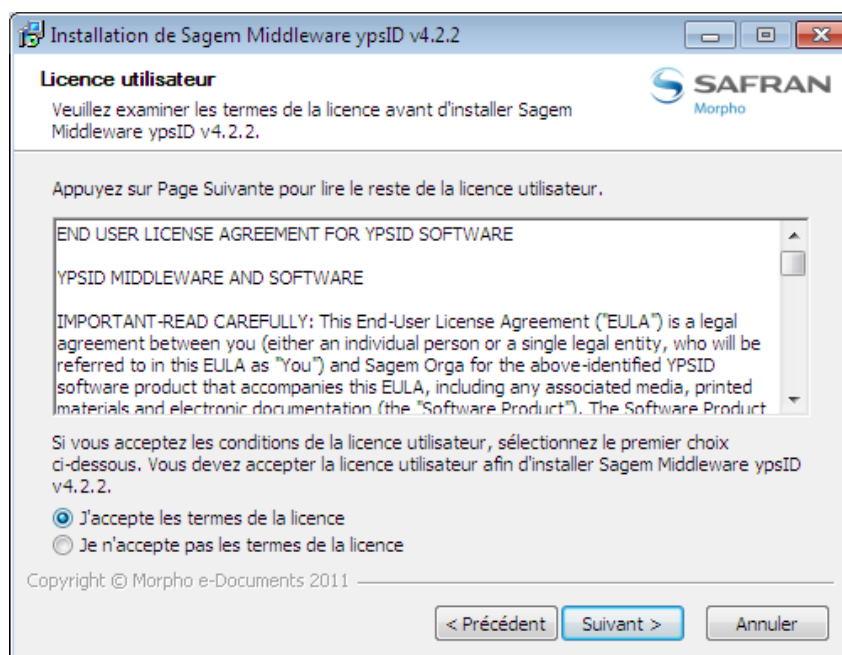 Installation de Sagem Middleware ypsID v4.2.2
Licence utilisateur
Veuillez examiner les termes de la licence avant d'installer Sagem
Middleware ypsID v4.2.2.
SAFRAN
Morpho
Appuyez sur Page Suivante pour lire le reste de la licence utilisateur.
END USER LICENSE AGREEMENT FOR YPSID SOFTWARE
YPSID MIDDLEWARE AND SOFTWARE
IMPORTANT-READ CAREFULLY: This End-User License Agreement ("EULA") is a legal
agreement between you (either an individual person or a single legal entity, who will be
referred to in this EULA as "You") and Sagem Orga for the above-identified YPSID
software product that accompanies this EULA, including any associated media, printed
materials and electronic documentation (the "Software Product"). The Software Product
Si vous acceptez les conditions de la licence utilisateur, sélectionnez le premier choix
ci-dessous. Vous devez accepter la licence utilisateur afin d'installer Sagem Middleware ypsID
v4.2.2.
J'accepte les termes de la licence
Je n'accepte pas les termes de la licence
Copyright © Morpho e-Documents 2011
< Précédent
Suivant >
Annuler